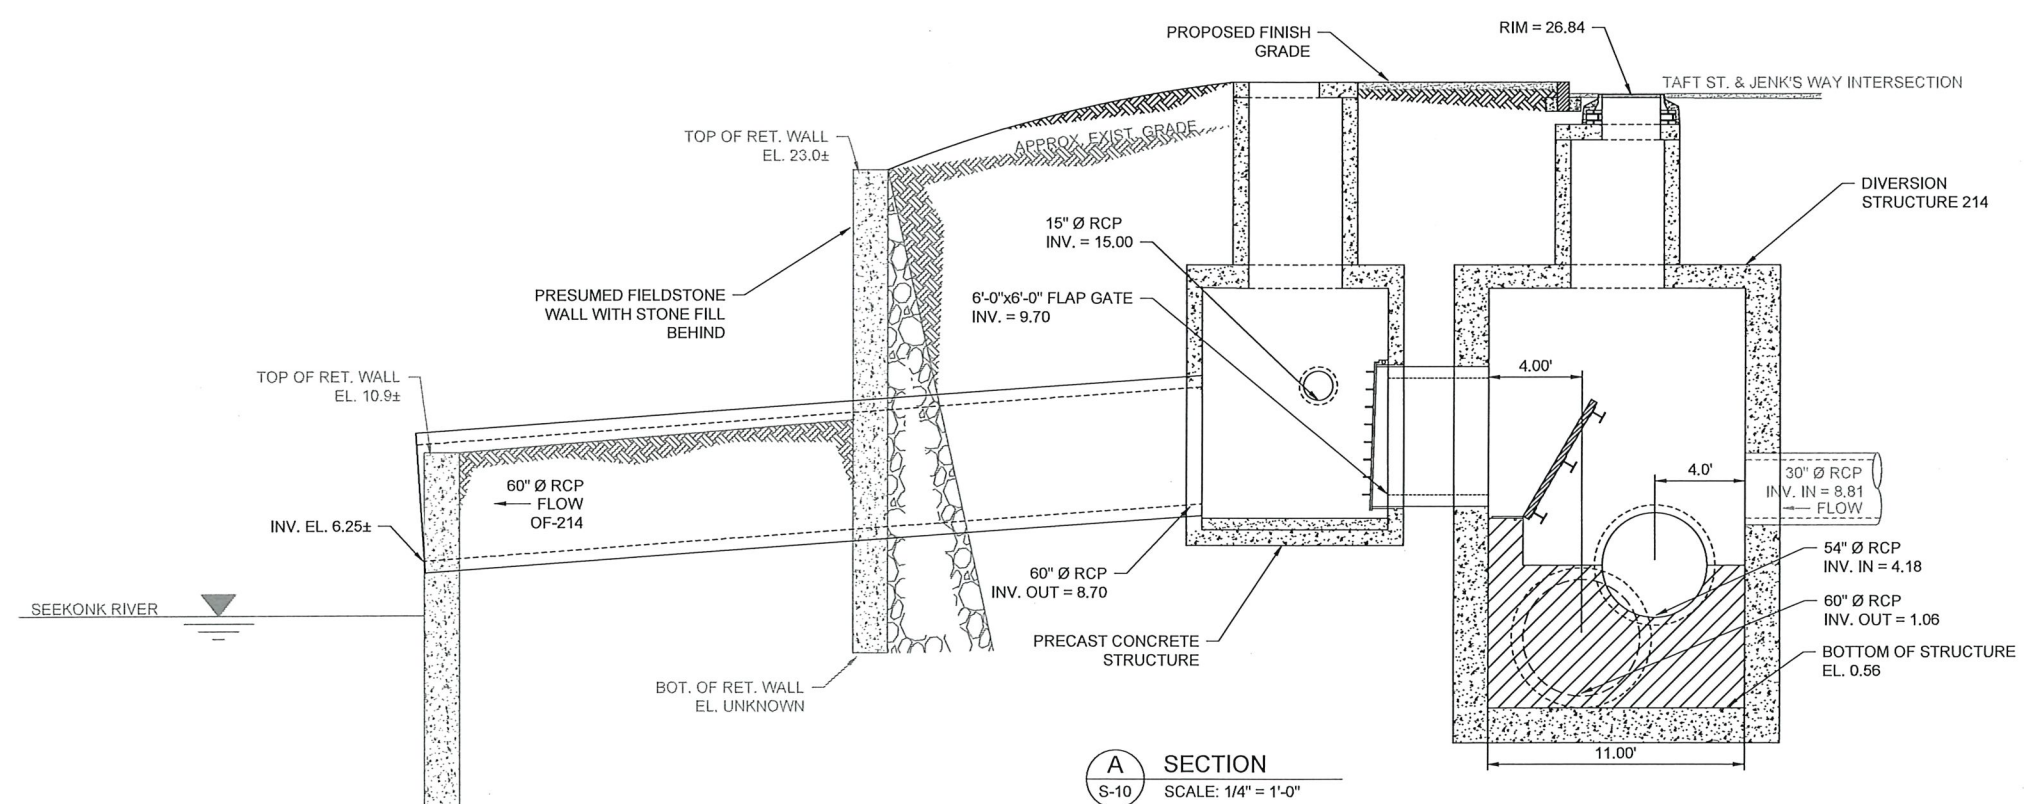 PROPOSED FINISH
GRADE
RIM = 26.84
TAFT ST. & JENK'S WAY INTERSECTION
TOP OF RET. WALL
EL. 23.0±
APPROX. EXIST. GRADE
DIVERSION
STRUCTURE 214
15" Ø RCP
INV. = 15.00
PRESUMED FIELDSTONE
WALL WITH STONE FILL
BEHIND
6'-0"x6'-0" FLAP GATE
INV. = 9.70
TOP OF RET. WALL
EL. 10.9±
4.00'
4.0'
30" Ø RCP
INV. IN = 8.81
FLOW
60" Ø RCP
FLOW
OF-214
INV. EL. 6.25±
60" Ø RCP
INV. OUT = 8.70
54" Ø RCP
INV. IN = 4.18
SEEKONK RIVER
60" Ø RCP
INV. OUT = 1.06
PRECAST CONCRETE
STRUCTURE
BOTTOM OF STRUCTURE
EL. 0.56
BOT. OF RET. WALL
EL. UNKNOWN
11.00'
A
S-10
SECTION
SCALE: 1/4" = 1'-0"